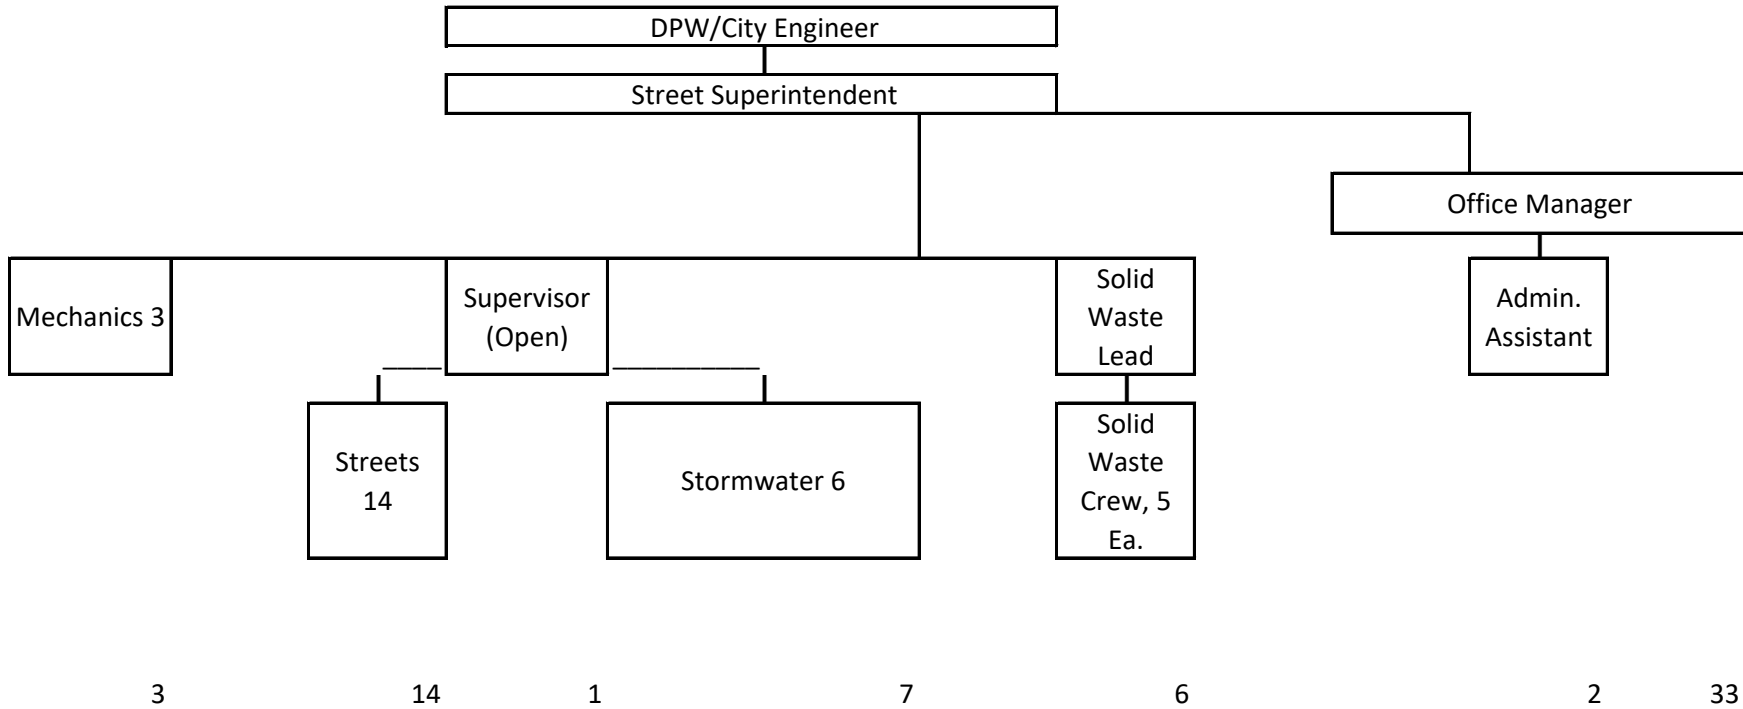 DPW/City Engineer
Street Superintendent
Office Manager
Mechanics 3
Supervisor
(Open)
Solid
Waste
Lead
Admin.
Assistant
Streets
14
Stormwater 6
Solid
Waste
Crew, 5
Ea.
3 14 1 7 6 2 33